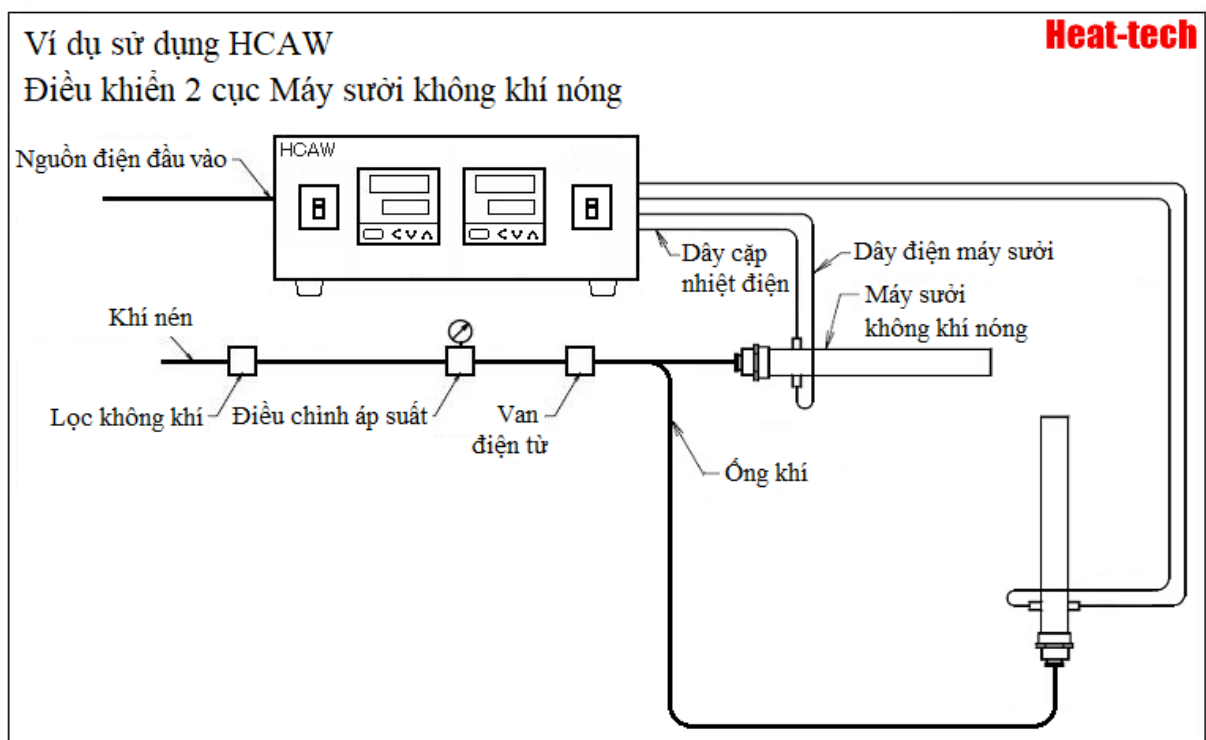 Ví dụ sử dụng HCAW
Heat-tech
Điều khiển 2 cục Máy sưởi không khí nóng
HCAW
Nguồn điện đầu vào
Dây cặp
nhiệt điện
Dây điện máy sưởi
Máy sưởi
không khí nóng
Khí nén
Lọc không khí
Điều chỉnh áp suất
Van
điện từ
Ống khí